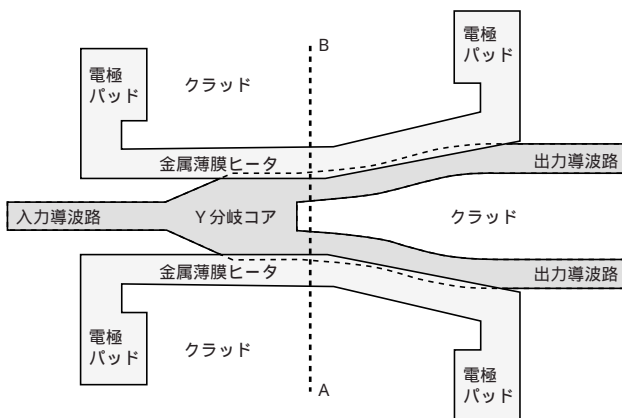 B
電極
パッド
クラッド
電極
パッド
金属薄膜ヒータ
出力導波路
入力導波路
Y分岐コア
クラッド
金属薄膜ヒータ
出力導波路
電極
パッド
クラッド
電極
パッド
A